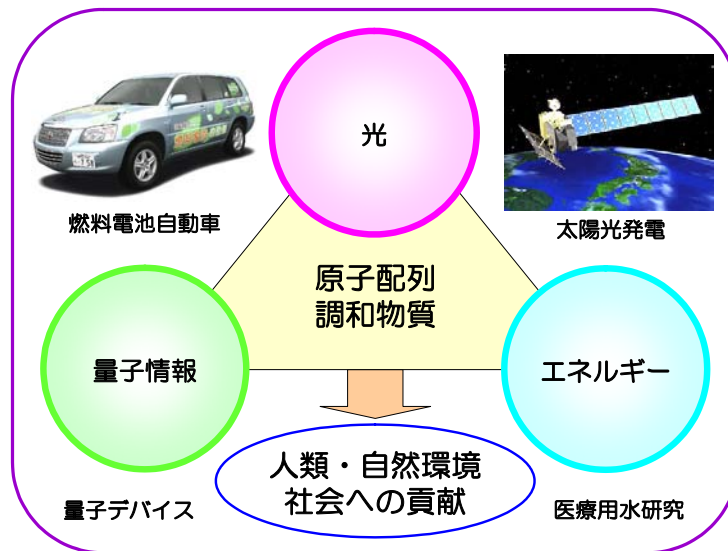 光
燃料電池自動車
太陽光発電
原子配列
調和物質
量子情報
エネルギー
人類・自然環境
社会への貢献
量子デバイス
医療用水研究